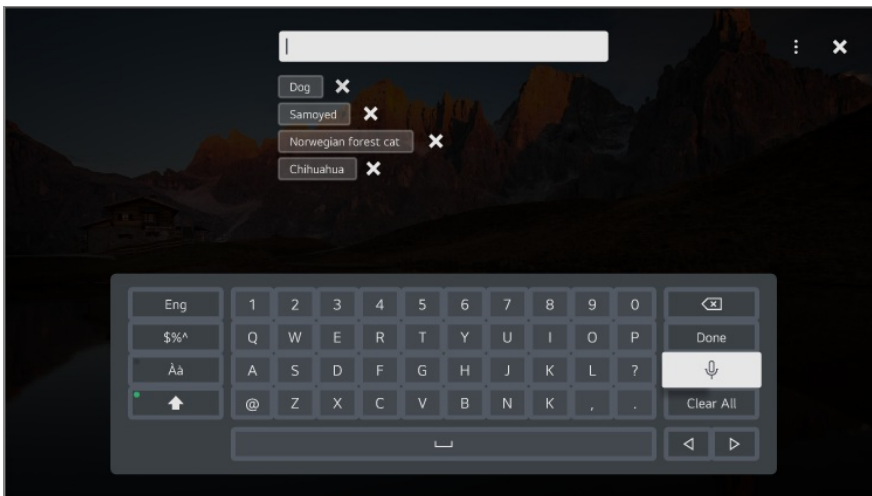 Dog
Samoyed
Norwegian forest cat
Chihuahua
Eng 1 2 3 4 5 6 7 8 9 0
$%^ Q W E R T Y U I O P Done
Àà A S D F G H J K L ?
@ Z X C V B N K , . Clear All